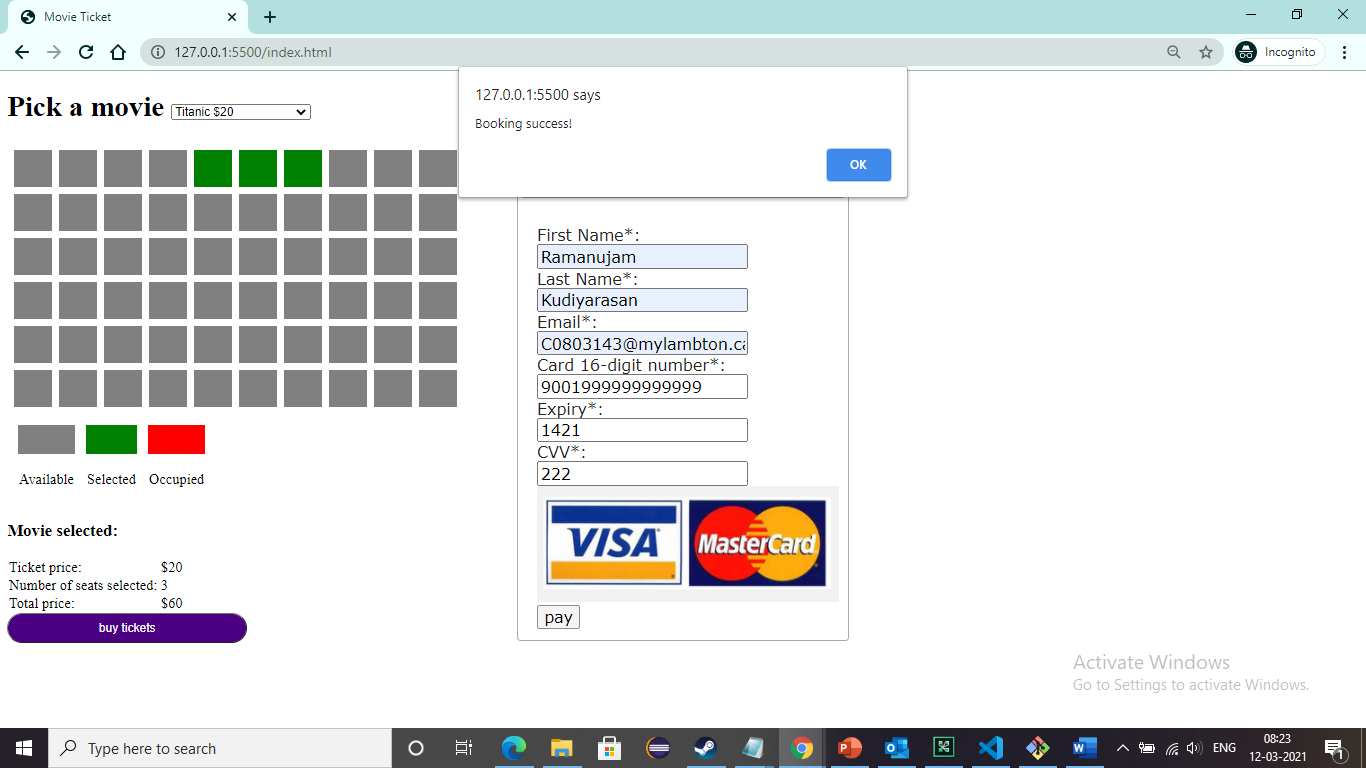 Movie Ticket
127.0.0.1:5500/index.html
Incognito
127.0.0.1:5500 says
Booking success!
OK
Pick a movie Titanic $20
First Name*:
Ramanujam
Last Name*:
Kudiyarasan
Email*:
C0803143@mylambton.ca
Card 16-digit number*:
9001999999999999
Expiry*:
1421
CVV*:
222
VISA MasterCard
pay
Available Selected Occupied
Movie selected:
Ticket price: $20
Number of seats selected: 3
Total price: $60
buy tickets
Activate Windows
Go to Settings to activate Windows.
Type here to search
ENG
08:23
12-03-2021
1